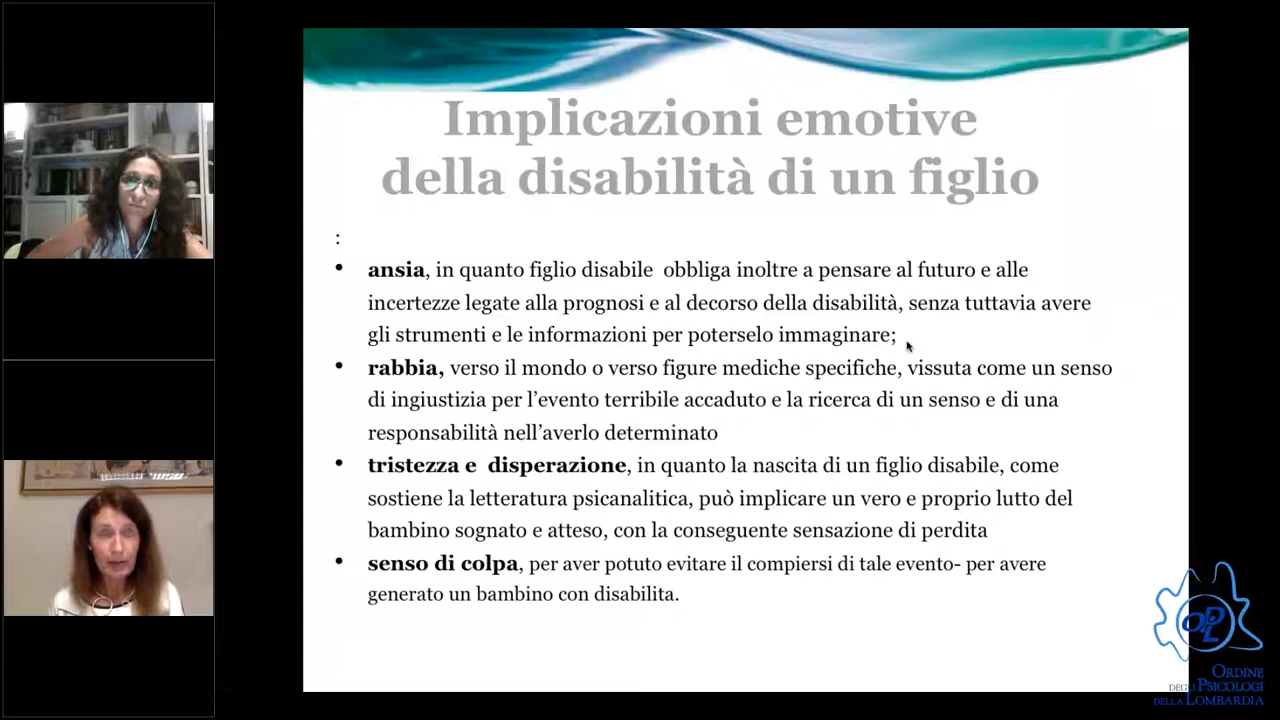 Implicazioni emotive
della disabilità di un figlio
:
• ansia, in quanto figlio disabile  obbliga inoltre a pensare al futuro e alle
incertezze legate alla prognosi e al decorso della disabilità, senza tuttavia avere
gli strumenti e le informazioni per poterselo immaginare;
• rabbia, verso il mondo o verso figure mediche specifiche, vissuta come un senso
di ingiustizia per l’evento terribile accaduto e la ricerca di un senso e di una
responsabilità nell’averlo determinato
• tristezza e  disperazione, in quanto la nascita di un figlio disabile, come
sostiene la letteratura psicanalitica, può implicare un vero e proprio lutto del
bambino sognato e atteso, con la conseguente sensazione di perdita
• senso di colpa, per aver potuto evitare il compiersi di tale evento- per avere
generato un bambino con disabilita.
OPL
ORDINE
DEGLI PSICOLOGI
DELLA LOMBARDIA